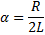 α = R/2L